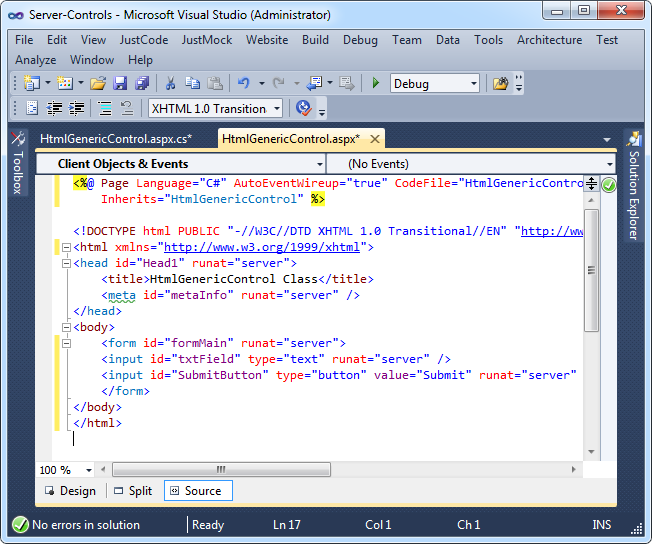 Server-Controls - Microsoft Visual Studio (Administrator)
File Edit View JustCode JustMock Website Build Debug Team Data Tools Architecture Test
Analyze Window Help
Debug
XHTML 1.0 Transition
Toolbox
HtmlGenericControl.aspx.cs* HtmlGenericControl.aspx*
Solution Explorer
Client Objects & Events (No Events)
<%@ Page Language="C#" AutoEventWireup="true" CodeFile="HtmlGenericContro
Inherits="HtmlGenericControl" %>
<!DOCTYPE html PUBLIC "-//W3C//DTD XHTML 1.0 Transitional//EN" "http://ww
<html xmlns="http://www.w3.org/1999/xhtml">
<head id="Head1" runat="server">
<title>HtmlGenericControl Class</title>
<meta id="metaInfo" runat="server" />
</head>
<body>
<form id="formMain" runat="server">
<input id="txtField" type="text" runat="server" />
<input id="SubmitButton" type="button" value="Submit" runat="server"
</form>
</body>
</html>
100 %
Design Split Source
No errors in solution Ready Ln 17 Col 1 Ch 1 INS